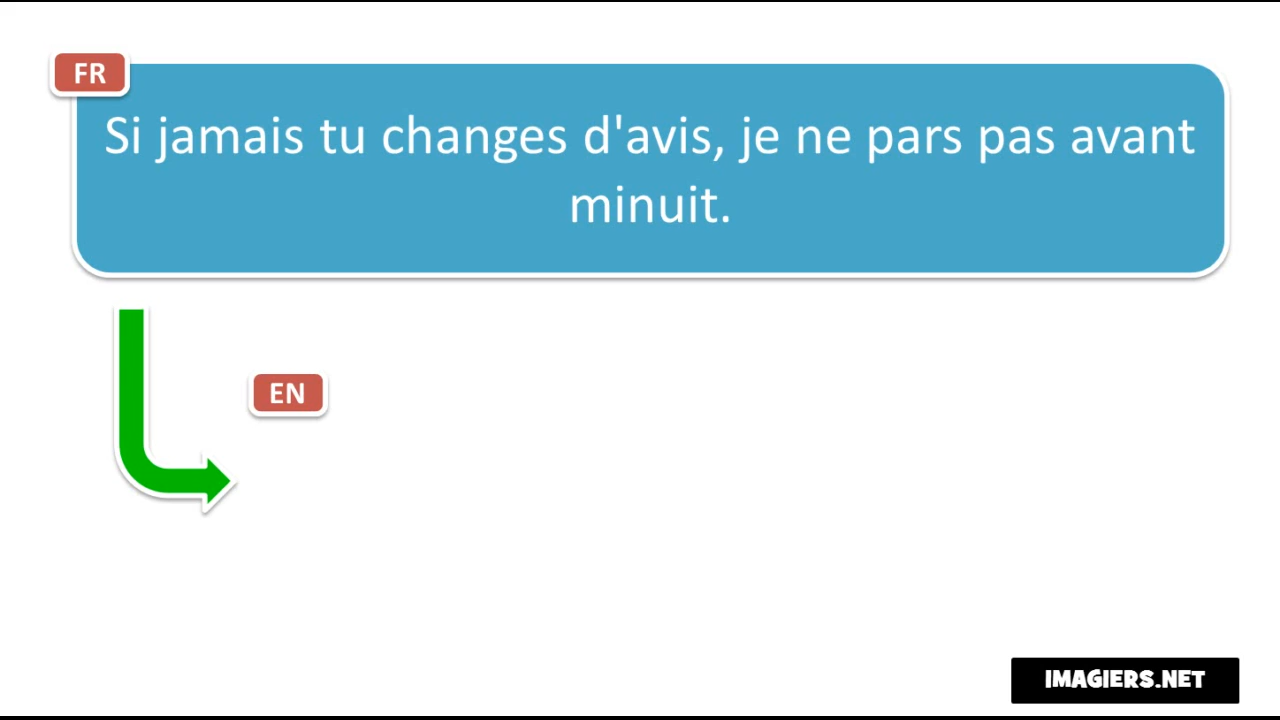 FR
Si jamais tu changes d'avis, je ne pars pas avant
minuit.
EN
IMAGIERS.NET